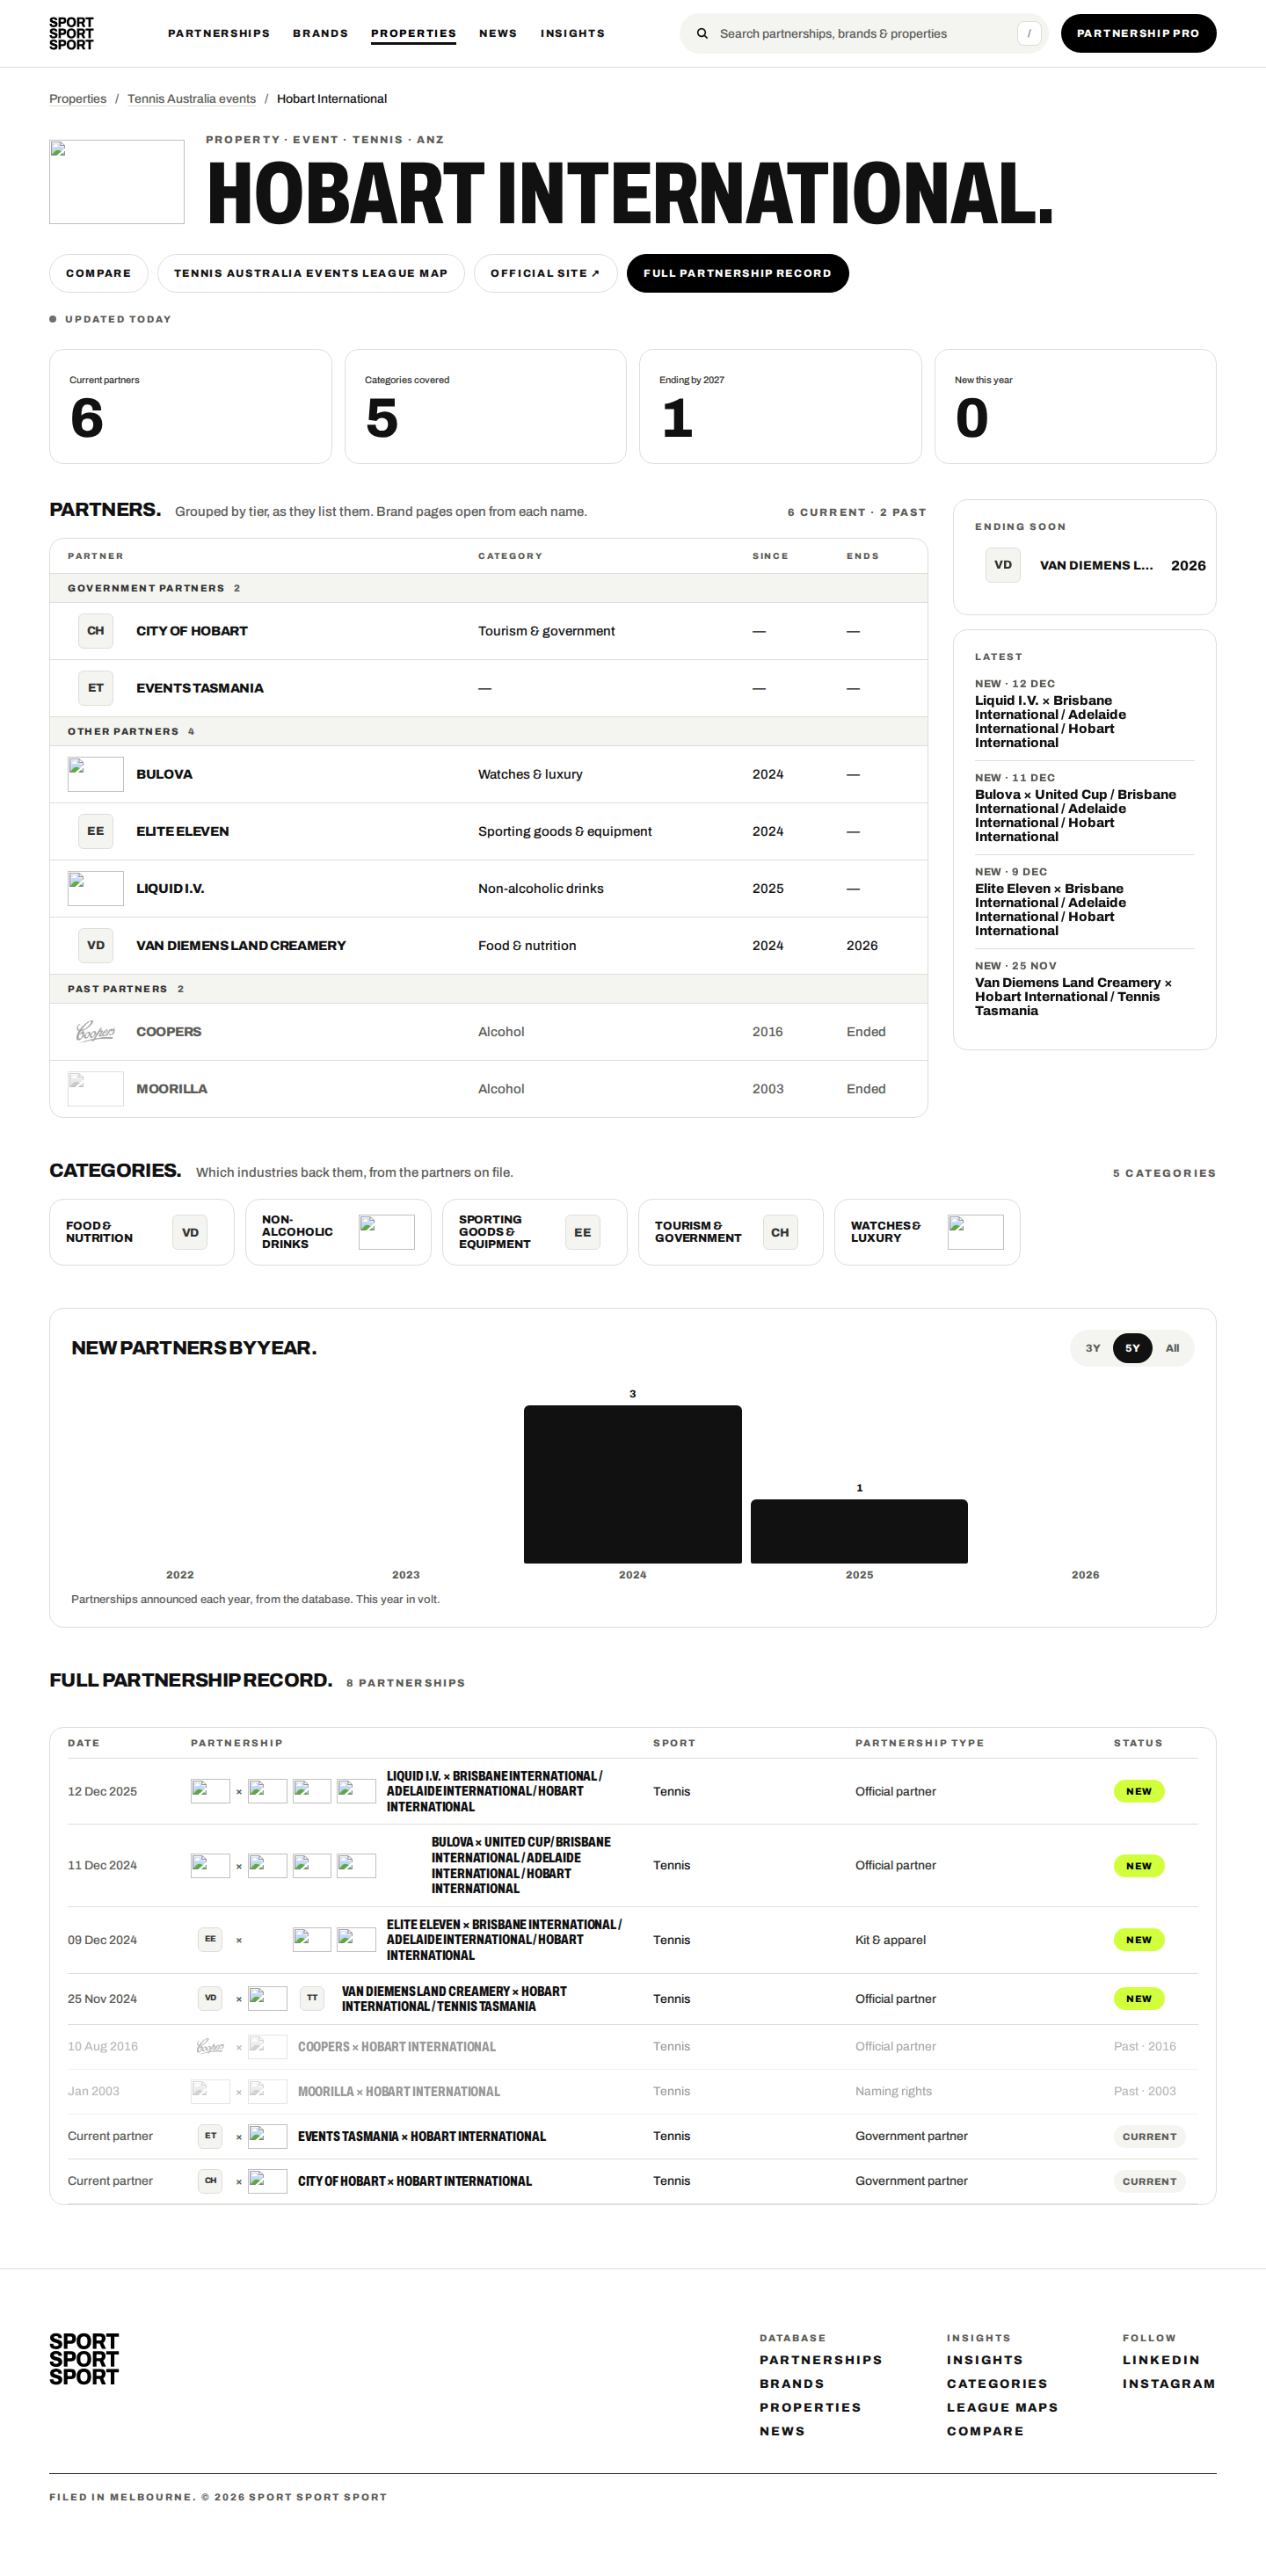 SPORT
SPORT
SPORT
PARTNERSHIPS
BRANDS
PROPERTIES
NEWS
INSIGHTS
Search partnerships, brands & properties
/
PARTNERSHIP PRO
Properties / Tennis Australia events / Hobart International
PROPERTY · EVENT · TENNIS · ANZ
HOBART INTERNATIONAL.
COMPARE
TENNIS AUSTRALIA EVENTS LEAGUE MAP
OFFICIAL SITE ↗
FULL PARTNERSHIP RECORD
UPDATED TODAY
Current partners
6
Categories covered
5
Ending by 2027
1
New this year
0
PARTNERS. Grouped by tier, as they list them. Brand pages open from each name. 6 CURRENT · 2 PAST
PARTNER CATEGORY SINCE ENDS
GOVERNMENT PARTNERS 2
CH CITY OF HOBART Tourism & government — —
ET EVENTS TASMANIA — — —
OTHER PARTNERS 4
BULOVA Watches & luxury 2024 —
EE ELITE ELEVEN Sporting goods & equipment 2024 —
LIQUID I.V. Non-alcoholic drinks 2025 —
VD VAN DIEMENS LAND CREAMERY Food & nutrition 2024 2026
PAST PARTNERS 2
Coopers COOPERS Alcohol 2016 Ended
MOORILLA Alcohol 2003 Ended
ENDING SOON
VD VAN DIEMENS L... 2026
LATEST
NEW · 12 DEC
Liquid I.V. × Brisbane
International / Adelaide
International / Hobart
International
NEW · 11 DEC
Bulova × United Cup / Brisbane
International / Adelaide
International / Hobart
International
NEW · 9 DEC
Elite Eleven × Brisbane
International / Adelaide
International / Hobart
International
NEW · 25 NOV
Van Diemens Land Creamery ×
Hobart International / Tennis
Tasmania
CATEGORIES. Which industries back them, from the partners on file. 5 CATEGORIES
FOOD &
NUTRITION
VD
NON-
ALCOHOLIC
DRINKS
SPORTING
GOODS &
EQUIPMENT
EE
TOURISM &
GOVERNMENT
CH
WATCHES &
LUXURY
NEW PARTNERS BY YEAR.
3Y 5Y All
3
1
2022 2023 2024 2025 2026
Partnerships announced each year, from the database. This year in volt.
FULL PARTNERSHIP RECORD. 8 PARTNERSHIPS
DATE PARTNERSHIP SPORT PARTNERSHIP TYPE STATUS
12 Dec 2025 × LIQUID I.V. × BRISBANE INTERNATIONAL /
ADELAIDE INTERNATIONAL / HOBART
INTERNATIONAL
Tennis Official partner NEW
11 Dec 2024 × BULOVA × UNITED CUP / BRISBANE
INTERNATIONAL / ADELAIDE
INTERNATIONAL / HOBART
INTERNATIONAL
Tennis Official partner NEW
09 Dec 2024 EE × ELITE ELEVEN × BRISBANE INTERNATIONAL /
ADELAIDE INTERNATIONAL / HOBART
INTERNATIONAL
Tennis Kit & apparel NEW
25 Nov 2024 VD × TT VAN DIEMENS LAND CREAMERY × HOBART
INTERNATIONAL / TENNIS TASMANIA
Tennis Official partner NEW
10 Aug 2016 Coopers × COOPERS × HOBART INTERNATIONAL Tennis Official partner Past · 2016
Jan 2003 × MOORILLA × HOBART INTERNATIONAL Tennis Naming rights Past · 2003
Current partner ET × EVENTS TASMANIA × HOBART INTERNATIONAL Tennis Government partner CURRENT
Current partner CH × CITY OF HOBART × HOBART INTERNATIONAL Tennis Government partner CURRENT
SPORT
SPORT
SPORT
DATABASE
PARTNERSHIPS
BRANDS
PROPERTIES
NEWS
INSIGHTS
INSIGHTS
CATEGORIES
LEAGUE MAPS
COMPARE
FOLLOW
LINKEDIN
INSTAGRAM
FILED IN MELBOURNE. © 2026 SPORT SPORT SPORT